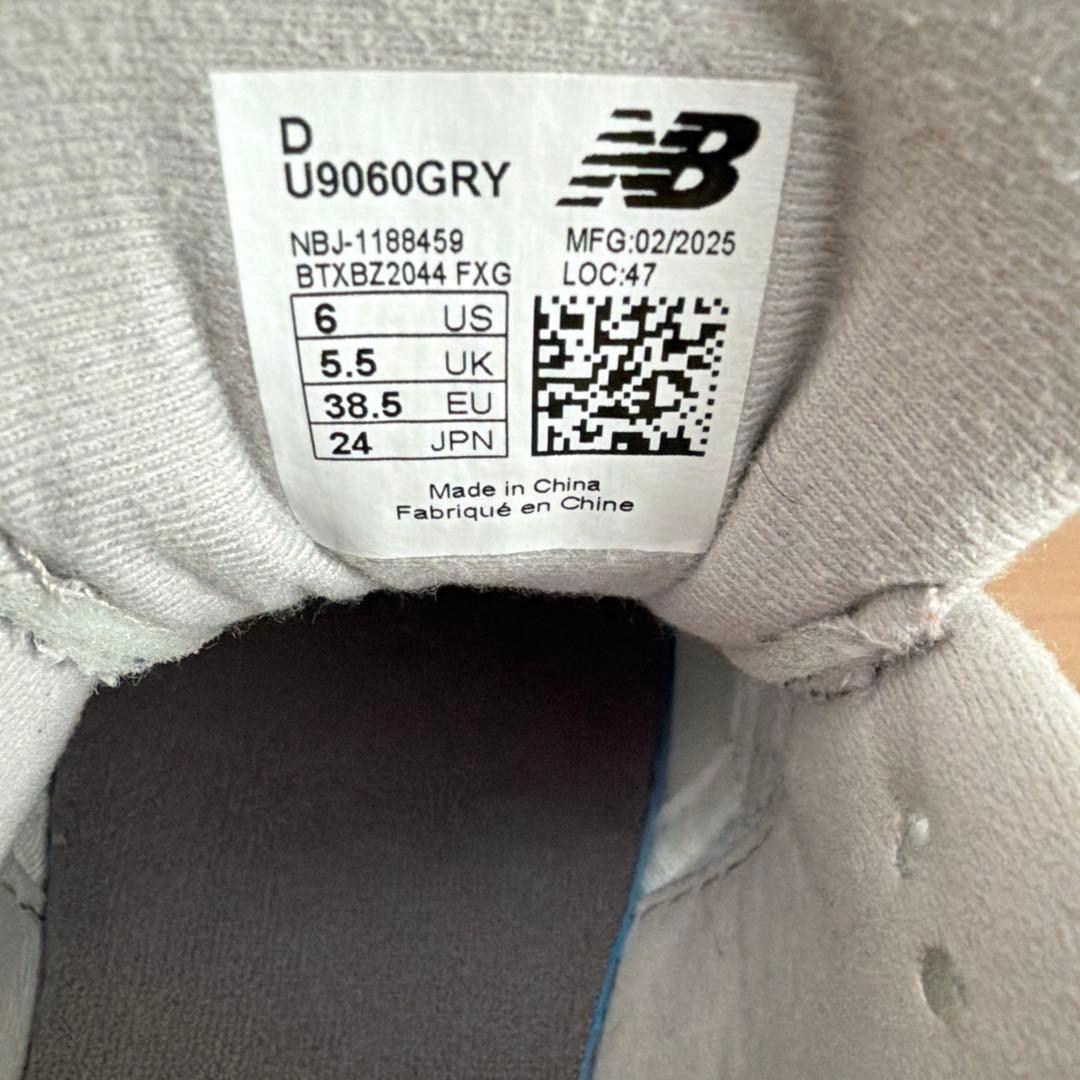 D
U9060GRY
NB
NBJ-1188459
MFG:02/2025
BTXBZ2044 FXG
LOC:47
6 US
5.5 UK
38.5 EU
24 JPN
Made in China
Fabriqué en Chine